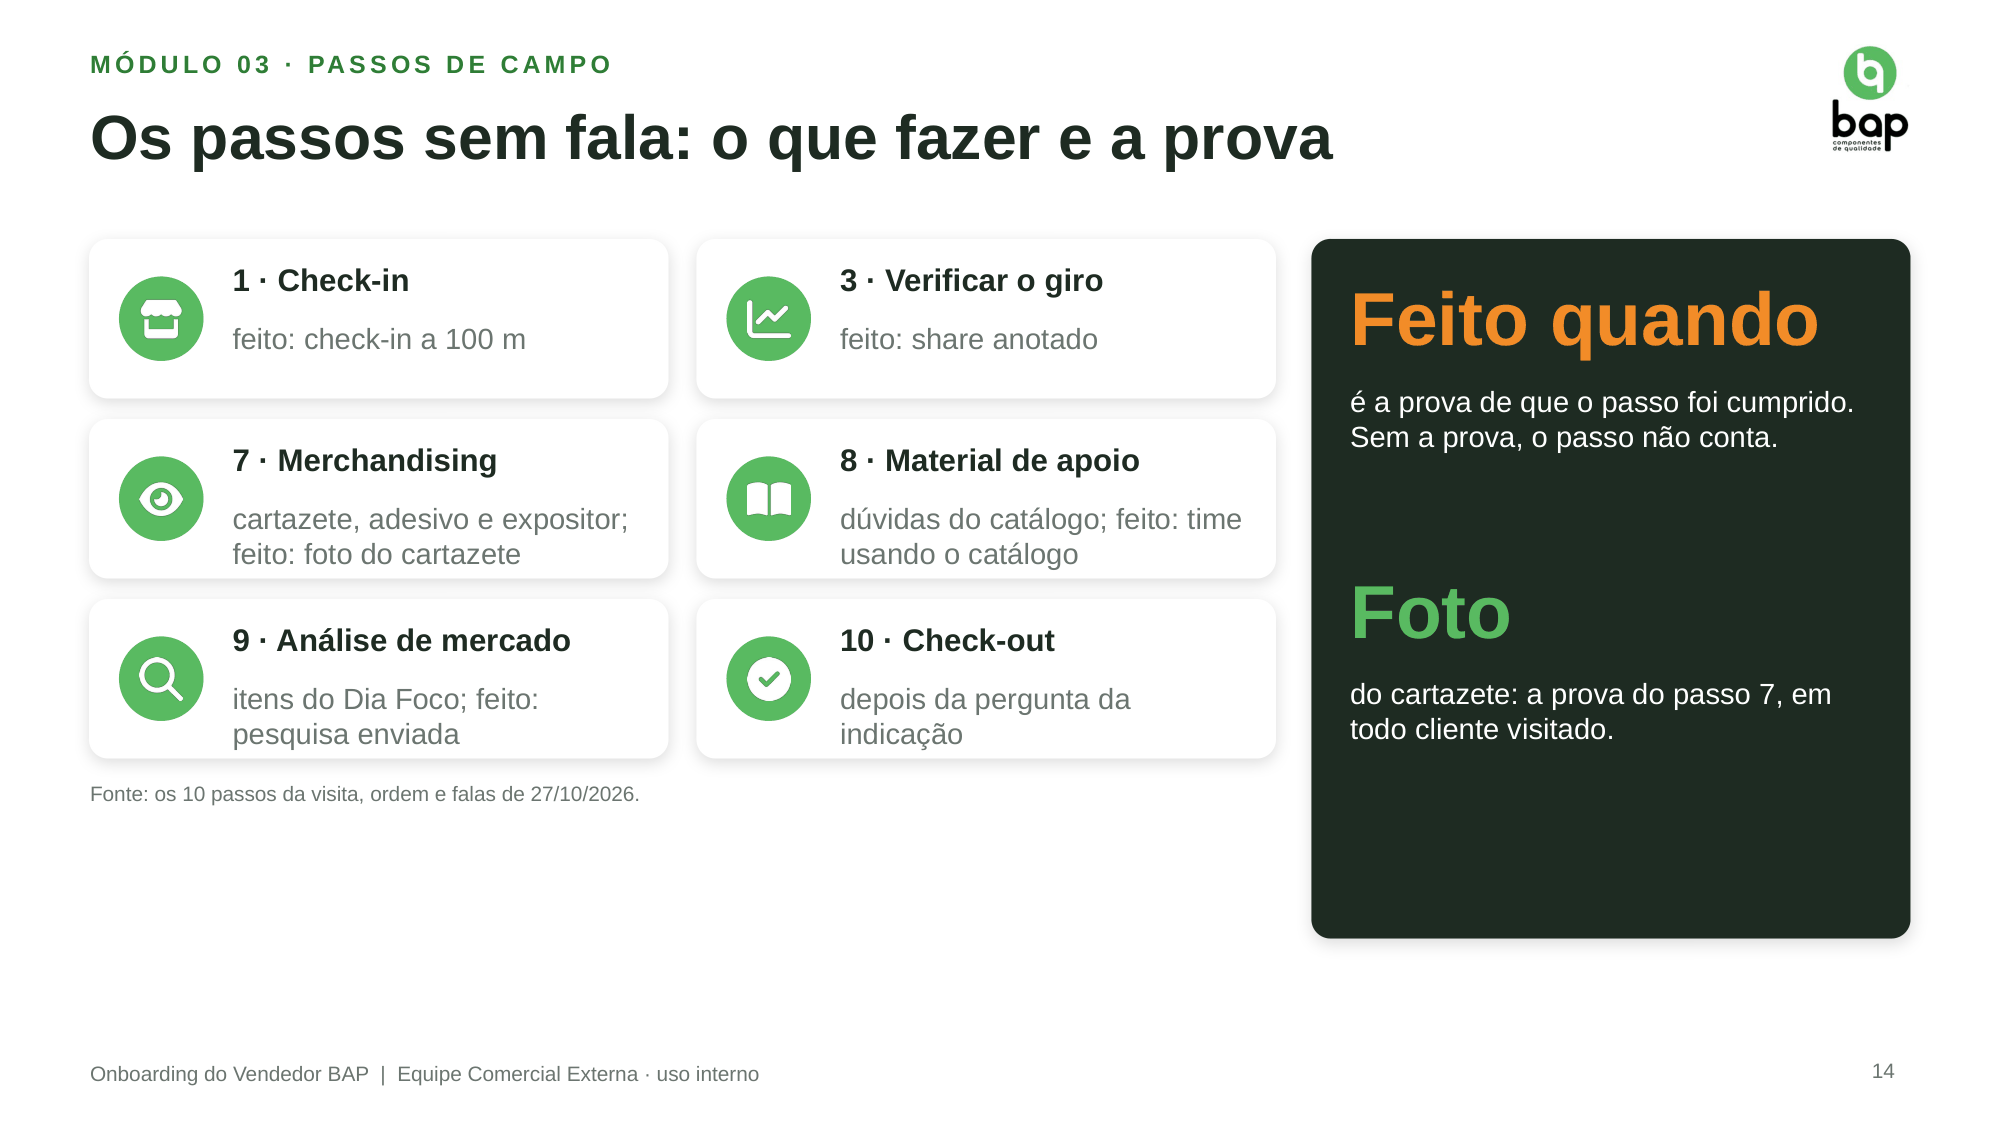 MÓDULO 03 · PASSOS DE CAMPO
Os passos sem fala: o que fazer e a prova
bap
componentes
de qualidade
1 · Check-in
feito: check-in a 100 m
3 · Verificar o giro
feito: share anotado
7 · Merchandising
cartazete, adesivo e expositor;
feito: foto do cartazete
8 · Material de apoio
dúvidas do catálogo; feito: time
usando o catálogo
9 · Análise de mercado
itens do Dia Foco; feito:
pesquisa enviada
10 · Check-out
depois da pergunta da
indicação
Fonte: os 10 passos da visita, ordem e falas de 27/10/2026.
Feito quando
é a prova de que o passo foi cumprido.
Sem a prova, o passo não conta.
Foto
do cartazete: a prova do passo 7, em
todo cliente visitado.
Onboarding do Vendedor BAP | Equipe Comercial Externa · uso interno
14